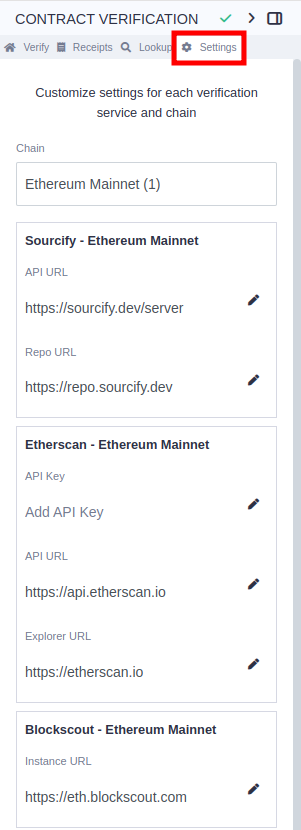 CONTRACT VERIFICATION
Verify Receipts Lookup Settings
Customize settings for each verification
service and chain
Chain
Ethereum Mainnet (1)
Sourcify - Ethereum Mainnet
API URL
https://sourcify.dev/server
Repo URL
https://repo.sourcify.dev
Etherscan - Ethereum Mainnet
API Key
Add API Key
API URL
https://api.etherscan.io
Explorer URL
https://etherscan.io
Blockscout - Ethereum Mainnet
Instance URL
https://eth.blockscout.com